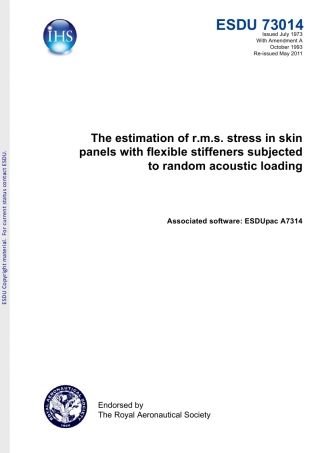 IHS
ESDU 73014
Issued July 1973
With Amendment A
October 1993
Re-issued May 2011
ESDU Copyright material. For current status contact ESDU.
The estimation of r.m.s. stress in skin
panels with flexible stiffeners subjected
to random acoustic loading
Associated software: ESDUpac A7314
Endorsed by
The Royal Aeronautical Society